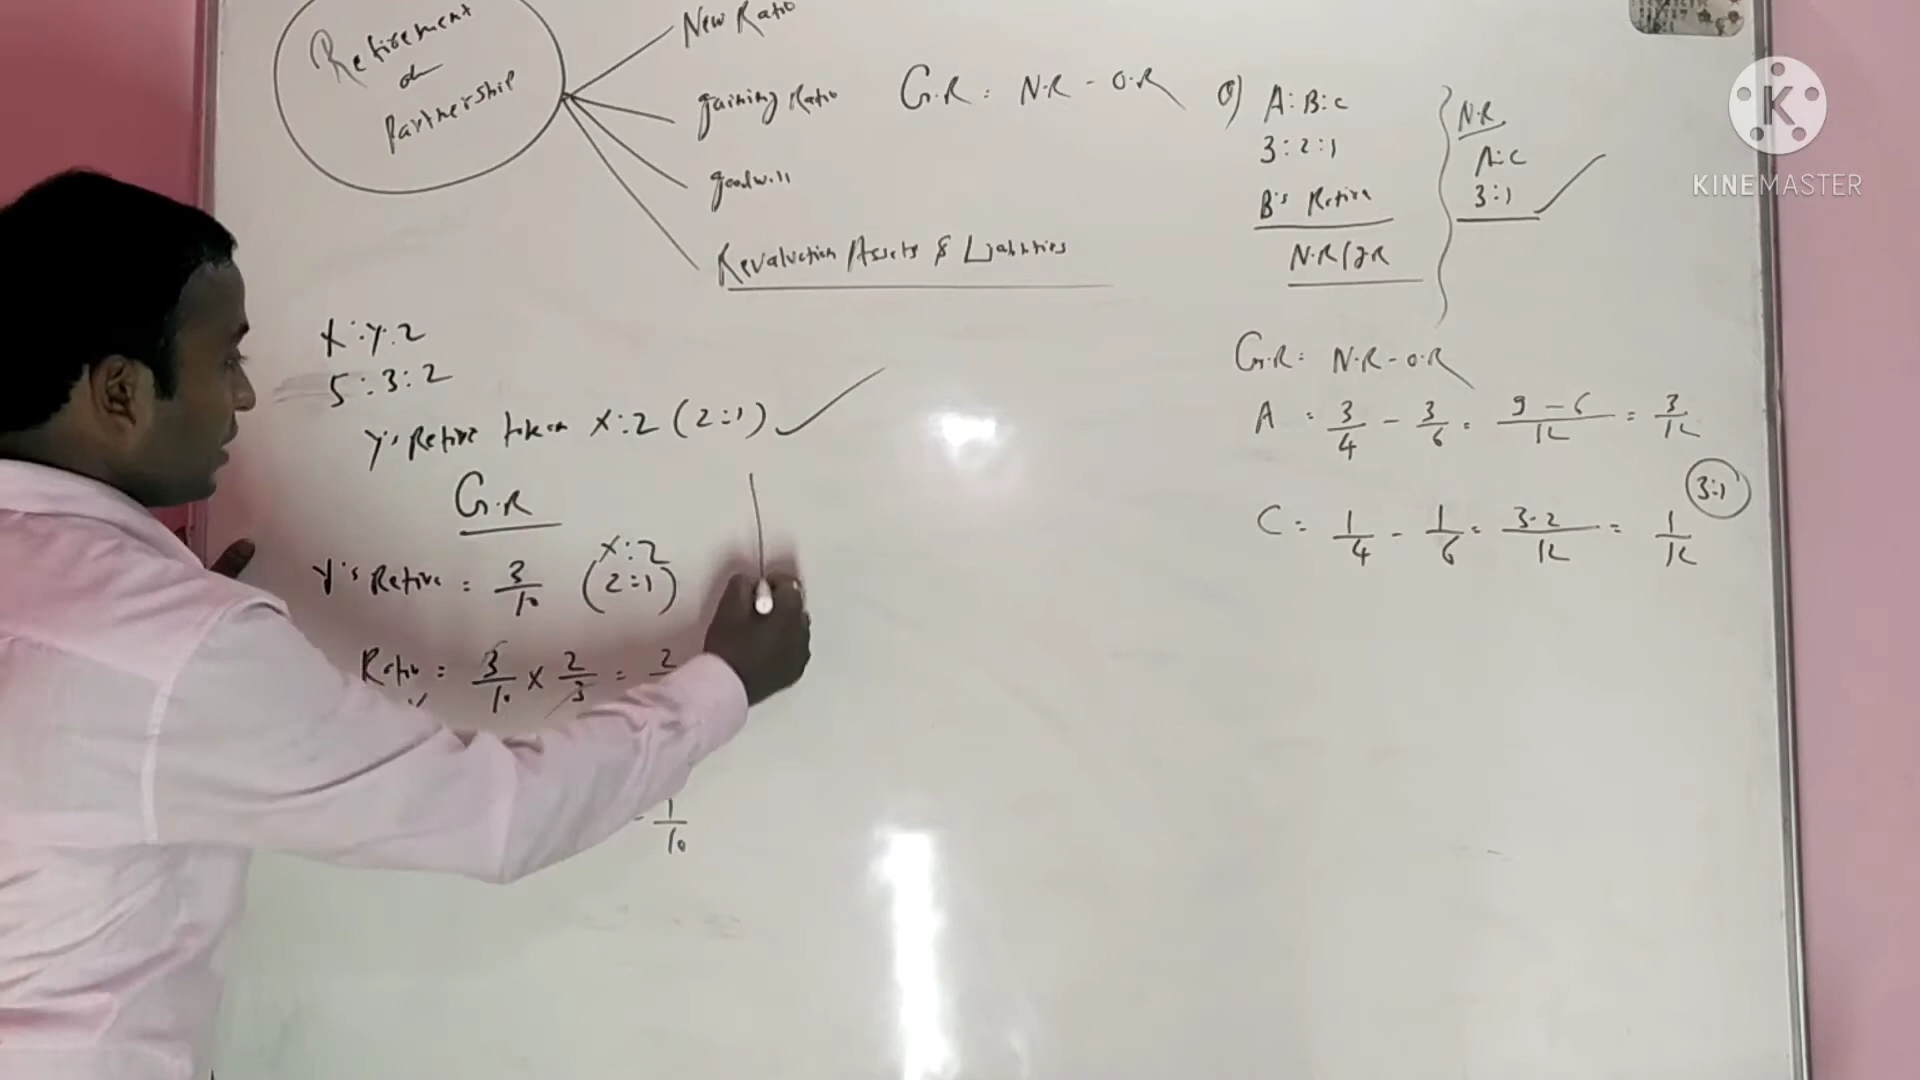 Retirement
of
Partnership
New Ratio
gaining Ratio
G.R = N.R - O.R
goodwill
Revaluation Assets & Liabilities
Q) A:B:C
3:2:1
B's Retire
N.R/G.R
N.R
A:C
3:1
KINEMASTER
X:Y:Z
5:3:2
Y's Retire taken X:Z (2:1)
G.R
Y's Retire = 3/10 X:Z (2:1)
Ratio = 3/10 X 2/3 = 2
1/10
G.R = N.R - O.R
A = 3/4 - 3/6 = 9-6/12 = 3/12
C = 1/4 - 1/6 = 3-2/12 = 1/12
3:1